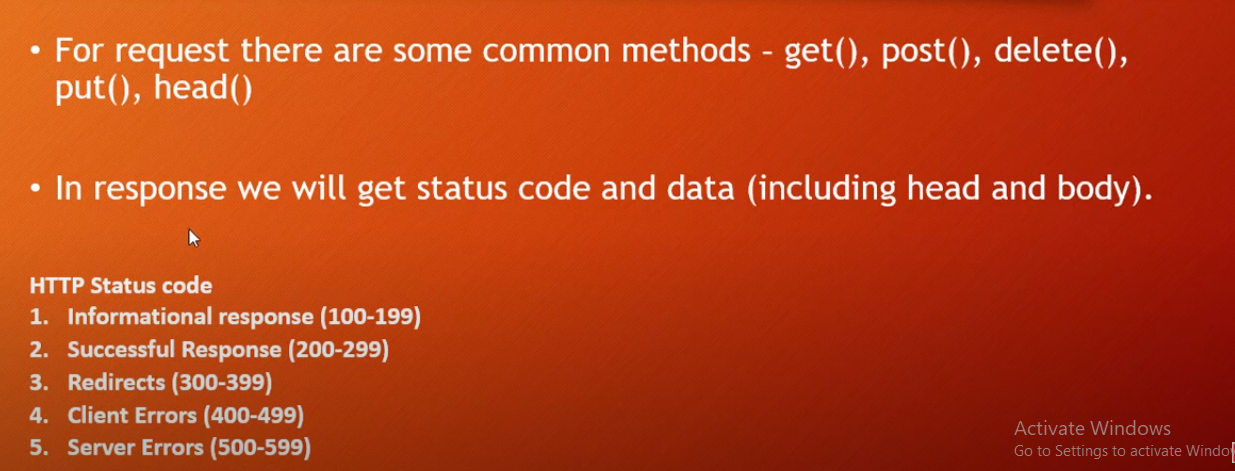 • For request there are some common methods - get(), post(), delete(),
put(), head()
• In response we will get status code and data (including head and body).
HTTP Status code
1. Informational response (100-199)
2. Successful Response (200-299)
3. Redirects (300-399)
4. Client Errors (400-499)
5. Server Errors (500-599)
Activate Windows
Go to Settings to activate Windo